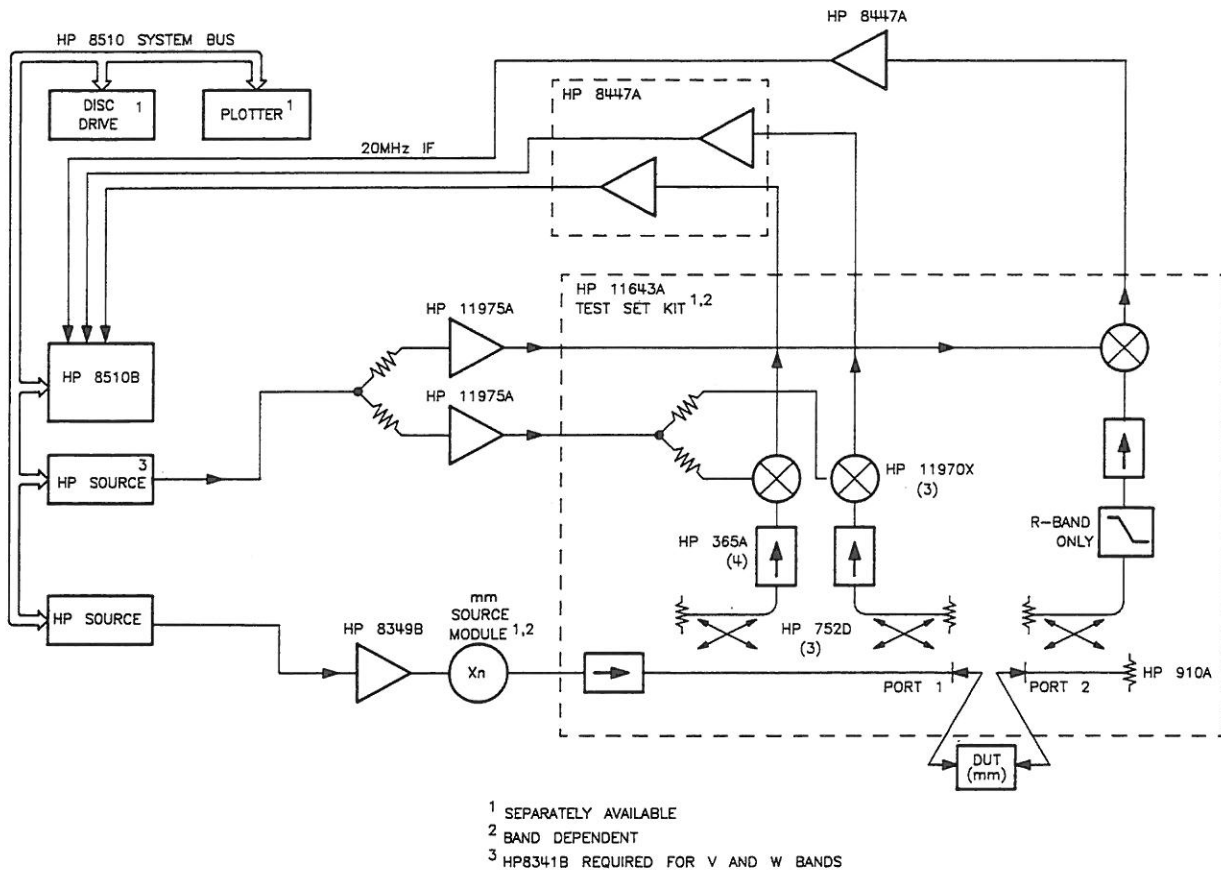 HP 8447A
HP 8510 SYSTEM BUS
HP 8447A
DISC DRIVE 1
PLOTTER 1
20MHz IF
HP 11643A
TEST SET KIT 1,2
HP 11975A
HP 8510B
HP 11975A
3
HP SOURCE
HP 11970X
(3)
R-BAND
ONLY
HP 365A
(4)
HP SOURCE
mm
SOURCE
MODULE 1,2
HP 8349B
Xn
HP 752D
(3)
PORT 1
PORT 2
HP 910A
DUT
(mm)
1 SEPARATELY AVAILABLE
2 BAND DEPENDENT
3 HP8341B REQUIRED FOR V AND W BANDS